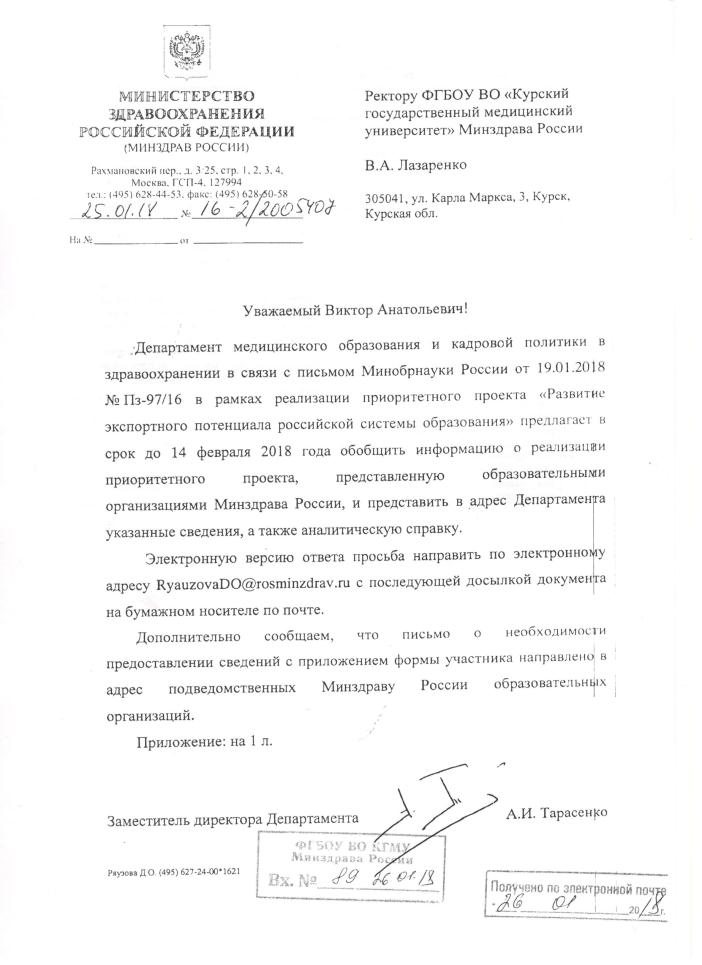 МИНИСТЕРСТВО
ЗДРАВООХРАНЕНИЯ
РОССИЙСКОЙ ФЕДЕРАЦИИ
(МИНЗДРАВ РОССИИ)
Рахмановский пер., д. 3/25, стр. 1, 2, 3, 4,
Москва, ГСП-4, 127994
тел.: (495) 628-44-53, факс: (495) 628-50-58
25.01.18 № 16-2/2005407
На № от
Ректору ФГБОУ ВО «Курский
государственный медицинский
университет» Минздрава России
В.А. Лазаренко
305041, ул. Карла Маркса, 3, Курск,
Курская обл.
Уважаемый Виктор Анатольевич!
Департамент медицинского образования и кадровой политики в
здравоохранении в связи с письмом Минобрнауки России от 19.01.2018
№ Пз-97/16 в рамках реализации приоритетного проекта «Развитие
экспортного потенциала российской системы образования» предлагает в
срок до 14 февраля 2018 года обобщить информацию о реализации
приоритетного проекта, представленную образовательными
организациями Минздрава России, и представить в адрес Департамента
указанные сведения, а также аналитическую справку.
Электронную версию ответа просьба направить по электронному
адресу RyauzovaDO@rosminzdrav.ru с последующей досылкой документа
на бумажном носителе по почте.
Дополнительно сообщаем, что письмо о необходимости
предоставлении сведений с приложением формы участника направлено в
адрес подведомственных Минздраву России образовательных
организаций.
Приложение: на 1 л.
Заместитель директора Департамента
А.И. Тарасенко
ФГБОУ ВО КГМУ
Минздрава России
Вх. № 89 26 01.18
Ряузова Д.О. (495) 627-24-00*1621
Получено по электронной почте
26 01 2018 г.